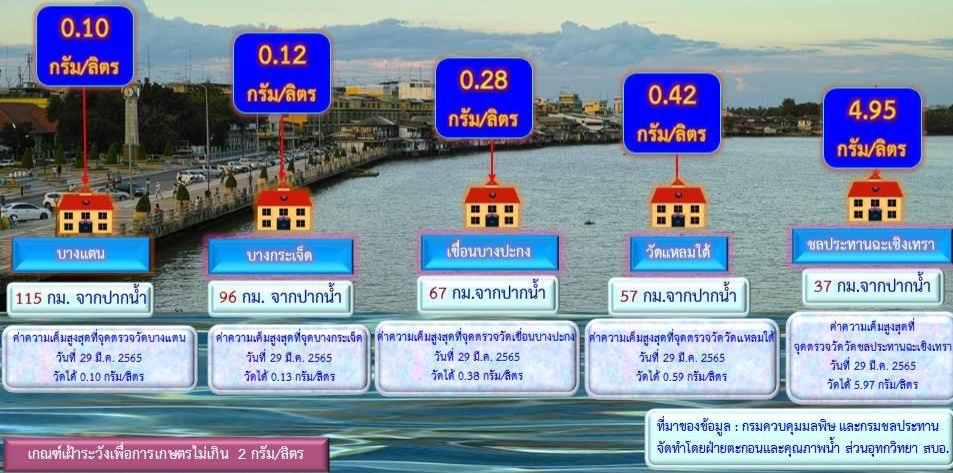 0.10
กรัม/ลิตร
0.12
กรัม/ลิตร
0.28
กรัม/ลิตร
0.42
กรัม/ลิตร
4.95
กรัม/ลิตร
บางแตน
บางกระเจ็ด
เขื่อนบางปะกง
วัดแหลมใต้
ชลประทานฉะเชิงเทรา
115 กม. จากปากน้ำ
96 กม. จากปากน้ำ
67 กม.จากปากน้ำ
57 กม.จากปากน้ำ
37 กม.จากปากน้ำ
ค่าความเค็มสูงสุดที่จุดตรวจวัดบางแตน
วันที่ 29 มี.ค. 2565
วัดได้ 0.10 กรัม/ลิตร
ค่าความเค็มสูงสุดที่จุดบางกระเจ็ด
วันที่ 29 มี.ค. 2565
วัดได้ 0.13 กรัม/ลิตร
ค่าความเค็มสูงสุดที่จุดตรวจวัดเขื่อนบางปะกง
วันที่ 29 มี.ค. 2565
วัดได้ 0.38 กรัม/ลิตร
ค่าความเค็มสูงสุดที่จุดตรวจวัดวัดแหลมใต้
วันที่ 29 มี.ค. 2565
วัดได้ 0.59 กรัม/ลิตร
ค่าความเค็มสูงสุดที่
จุดตรวจวัดวัดชลประทานฉะเชิงเทรา
วันที่ 29 มี.ค. 2565
วัดได้ 5.97 กรัม/ลิตร
ที่มาของข้อมูล : กรมควบคุมมลพิษ และกรมชลประทาน
จัดทำโดยฝ่ายตะกอนและคุณภาพน้ำ ส่วนอุทกวิทยา สบอ.
เกณฑ์เฝ้าระวังเพื่อการเกษตรไม่เกิน 2 กรัม/ลิตร